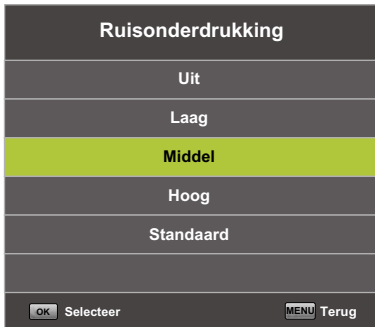 Ruisonderdrukking
Uit
Laag
Middel
Hoog
Standaard
OK Selecteer MENU Terug